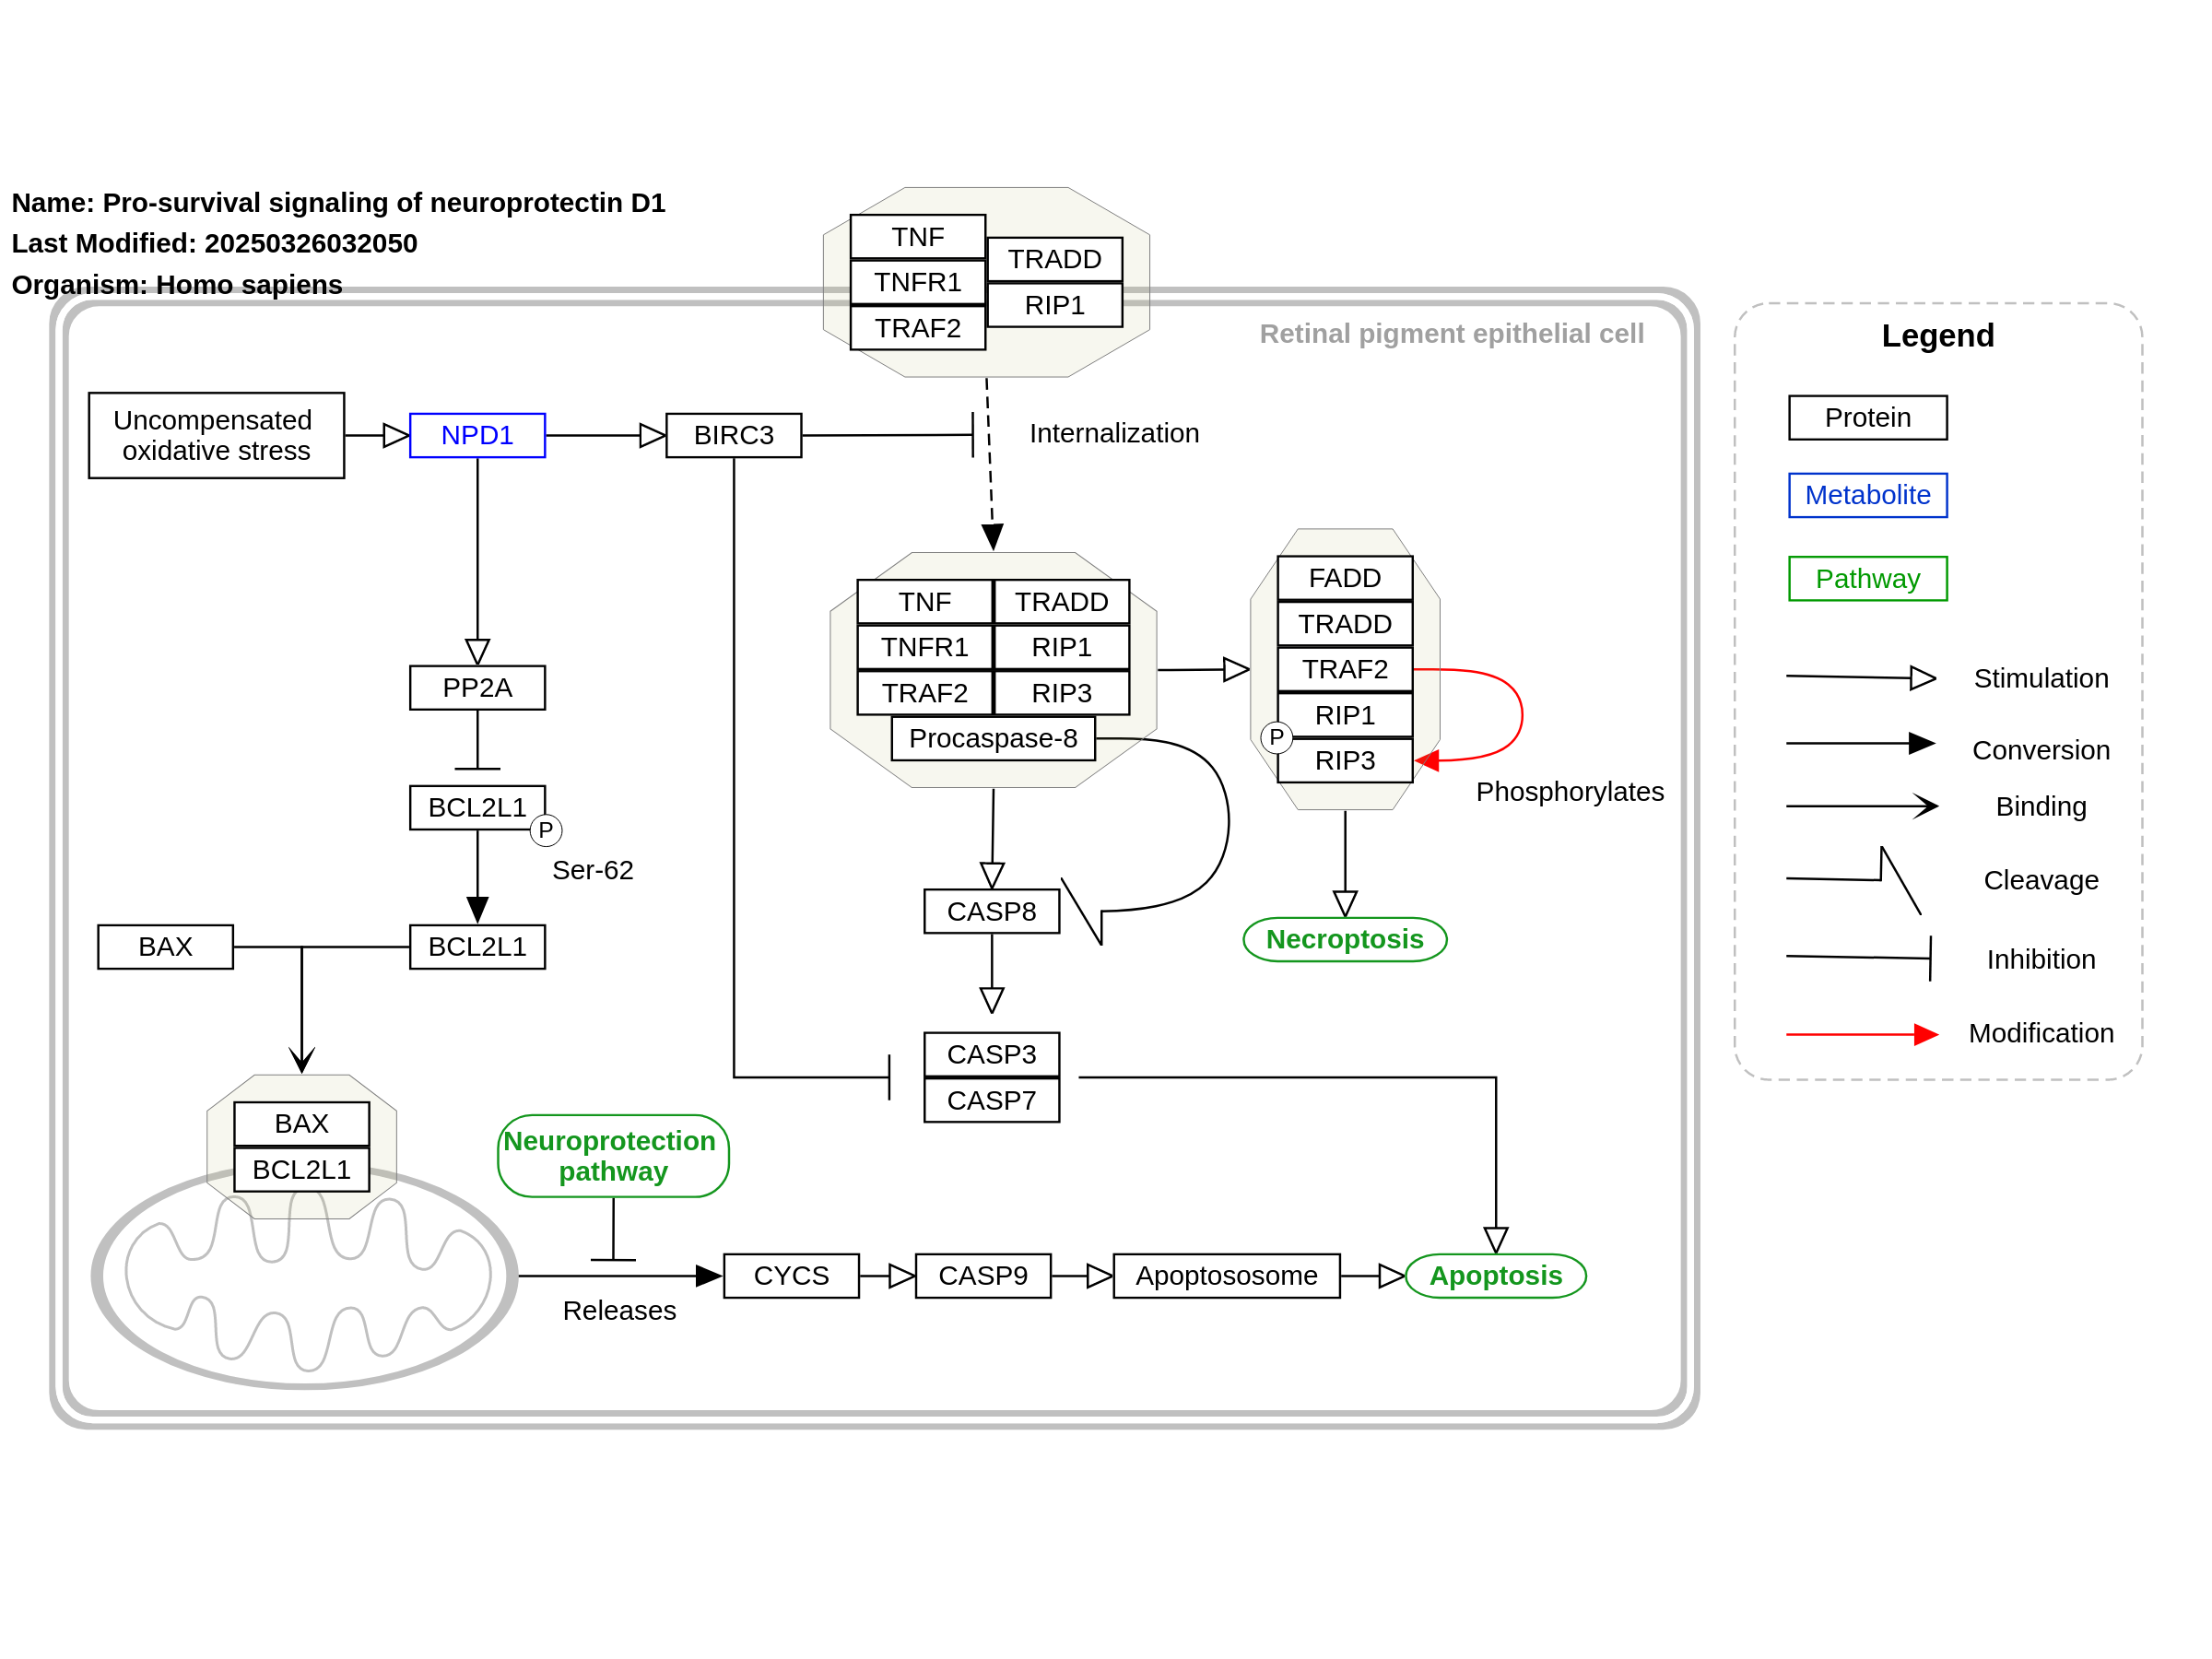 Name: Pro-survival signaling of neuroprotectin D1
Last Modified: 20250326032050
Organism: Homo sapiens
TNF
TNFR1
TRAF2
TRADD
RIP1
Retinal pigment epithelial cell
Uncompensated
oxidative stress
NPD1
BIRC3
Internalization
TNF
TRADD
TNFR1
RIP1
TRAF2
RIP3
Procaspase-8
FADD
TRADD
TRAF2
RIP1
P
RIP3
Phosphorylates
PP2A
BCL2L1
P
Ser-62
BAX
BCL2L1
CASP8
Necroptosis
CASP3
CASP7
BAX
BCL2L1
Neuroprotection
pathway
Releases
CYCS
CASP9
Apoptososome
Apoptosis
Legend
Protein
Metabolite
Pathway
Stimulation
Conversion
Binding
Cleavage
Inhibition
Modification